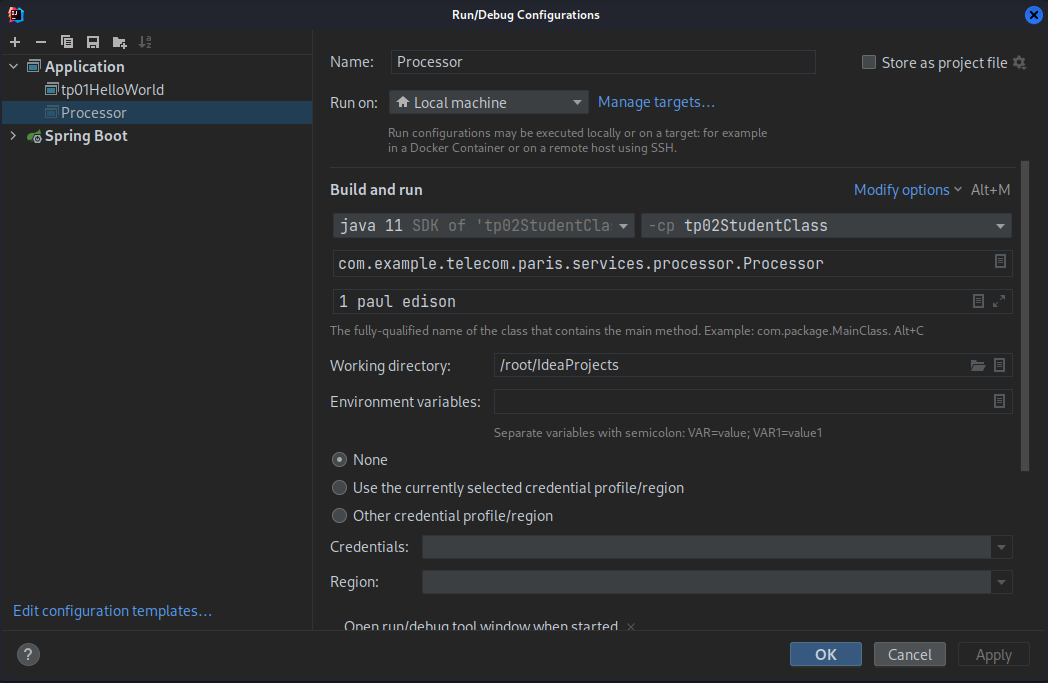 Run/Debug Configurations
Application
tp01HelloWorld
Processor
Spring Boot
Edit configuration templates…
Name: Processor
Store as project file
Run on: Local machine Manage targets…
Run configurations may be executed locally or on a target: for example
in a Docker Container or on a remote host using SSH.
Build and run Modify options Alt+M
java 11 SDK of 'tp02StudentCla -cp tp02StudentClass
com.example.telecom.paris.services.processor.Processor
1 paul edison
The fully-qualified name of the class that contains the main method. Example: com.package.MainClass. Alt+C
Working directory: /root/IdeaProjects
Environment variables:
Separate variables with semicolon: VAR=value; VAR1=value1
None
Use the currently selected credential profile/region
Other credential profile/region
Credentials:
Region:
Open run/debug tool window when started ×
? OK Cancel Apply